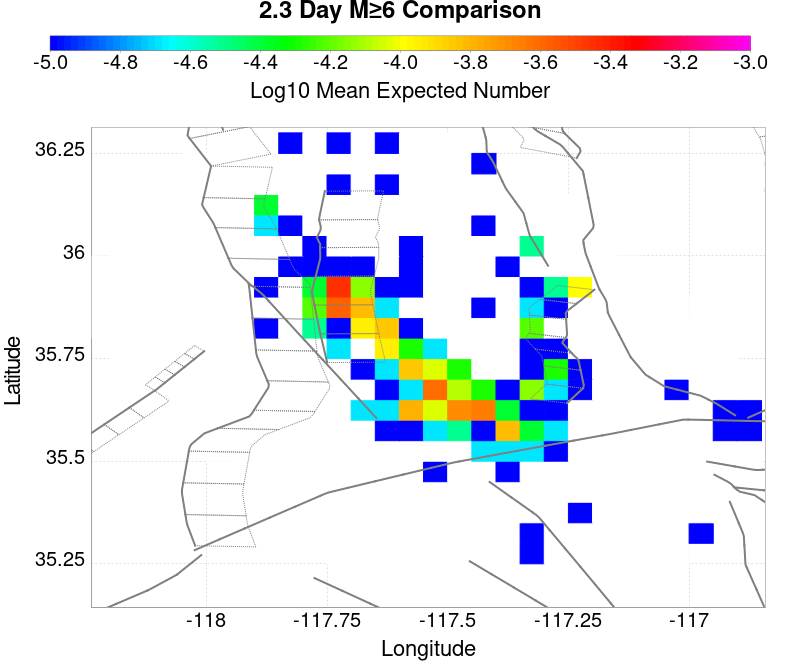 2.3 Day M≥6 Comparison
-5.0 -4.8 -4.6 -4.4 -4.2 -4.0 -3.8 -3.6 -3.4 -3.2 -3.0
Log10 Mean Expected Number
36.25
36
35.75
35.5
35.25
Latitude
-118 -117.75 -117.5 -117.25 -117
Longitude